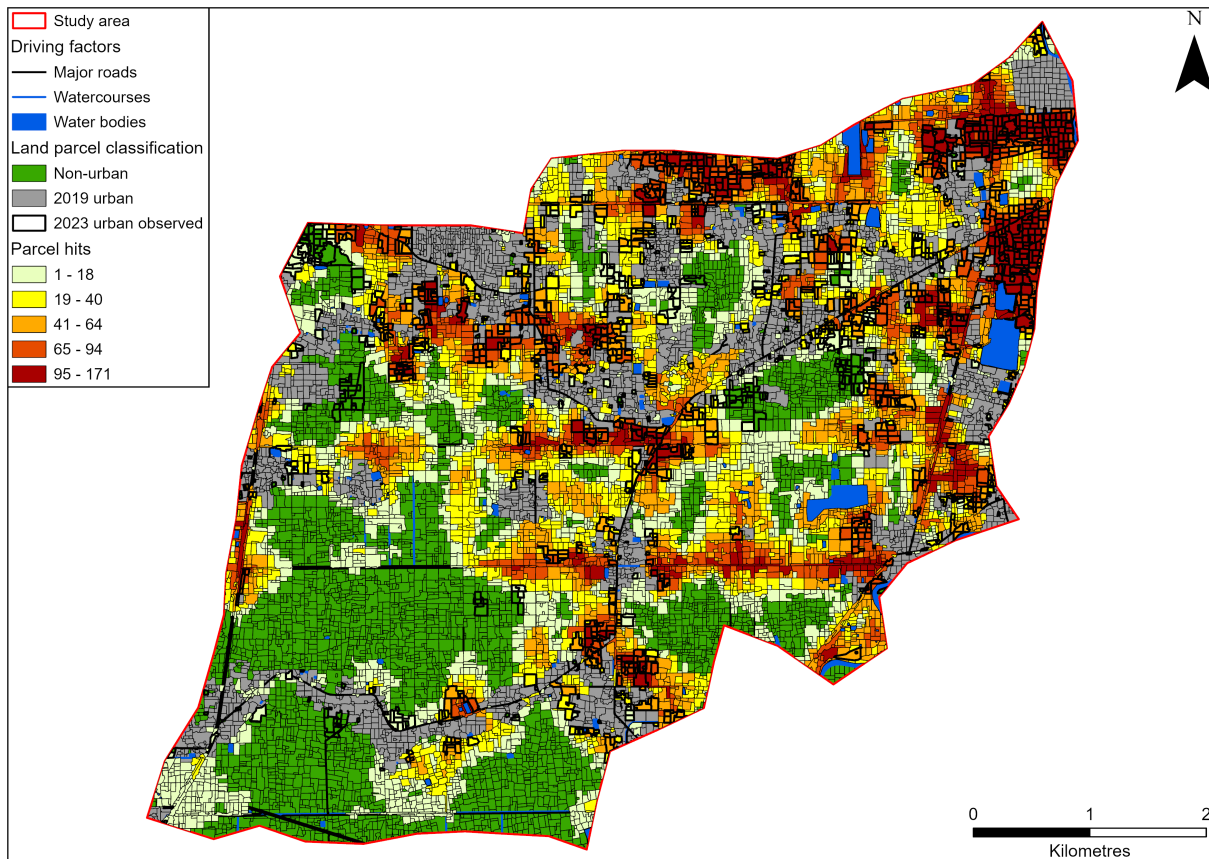 Study area
Driving factors
Major roads
Watercourses
Water bodies
Land parcel classification
Non-urban
2019 urban
2023 urban observed
Parcel hits
1 - 18
19 - 40
41 - 64
65 - 94
95 - 171
N
0 1 2
Kilometres